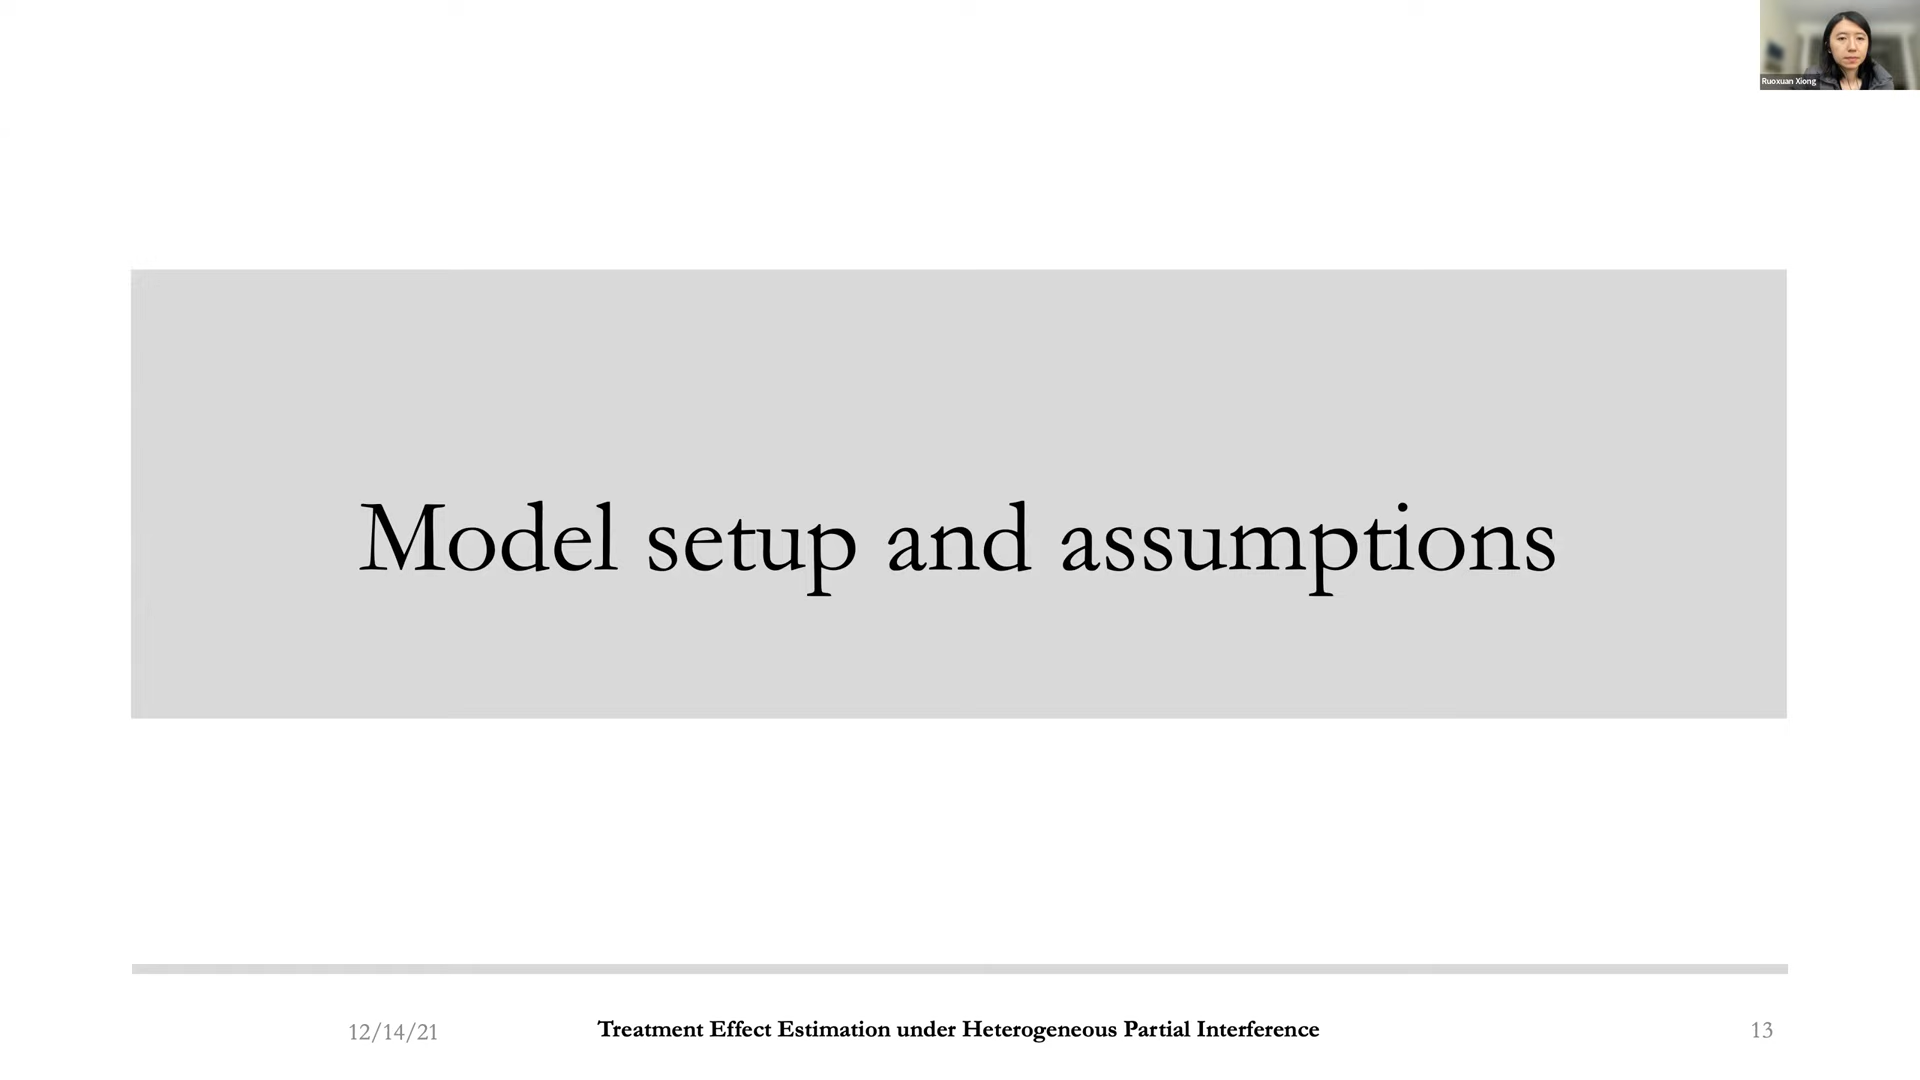 Ruoxuan Xiong
Model setup and assumptions
12/14/21
Treatment Effect Estimation under Heterogeneous Partial Interference
13